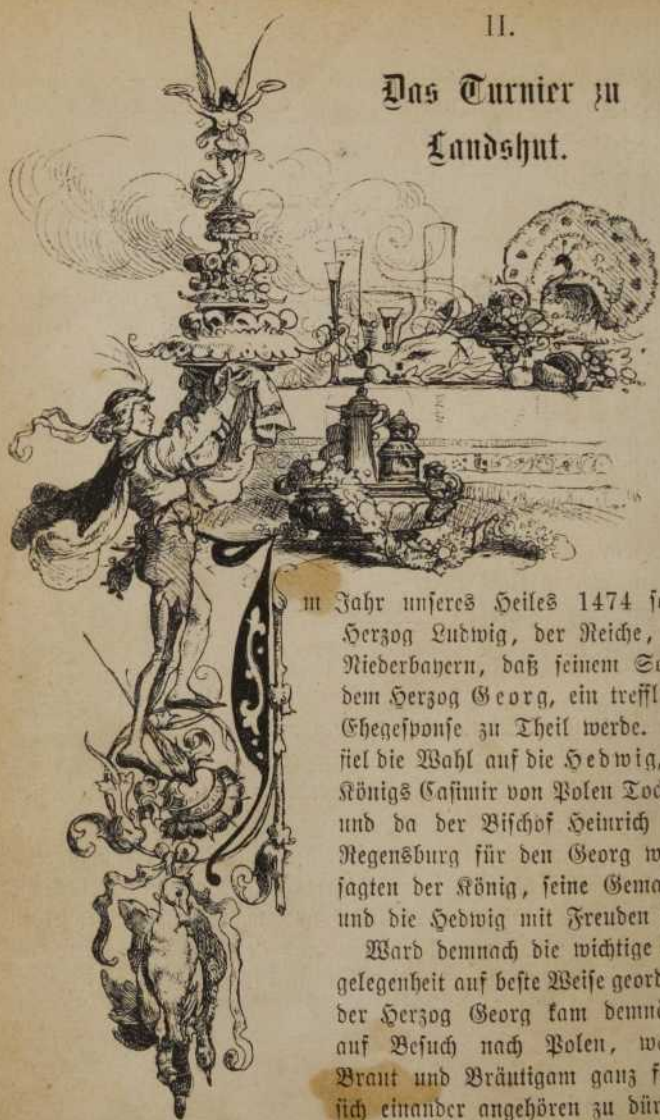 II.
Das Turnier zu
Landshut.
m Jahr unseres Heiles 1474
Herzog Ludwig, der Reiche,
Niederbayern, daß seinem
dem Herzog Georg, ein
Ehegesponse zu Theil werde.
fiel die Wahl auf die Hedwig,
Königs Casimir von Polen
und da der Bischof Heinrich
Regensburg für den Georg
sagten der König, seine
und die Hedwig mit Freuden
Ward demnach die wichtige
gelegenheit auf beste Weise
der Herzog Georg kam
auf Besuch nach Polen,
Braut und Bräutigam ganz
sich einander angehören zu